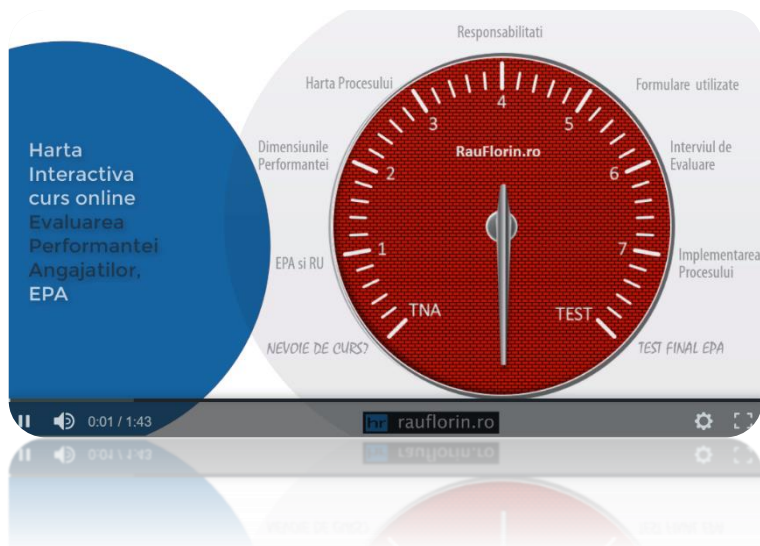 Harta
Interactiva
curs online
Evaluarea
Performantei
Angajatilor,
EPA
Responsabilitati
Harta Procesului
Formulare utilizate
Dimensiunile
Performantei
Interviul de
Evaluare
EPA si RU
Implementarea
Procesului
NEVOIE DE CURS?
TEST FINAL EPA
RauFlorin.ro
TNA
1
2
3
4
5
6
7
TEST
0:01 / 1:43
hr rauflorin.ro